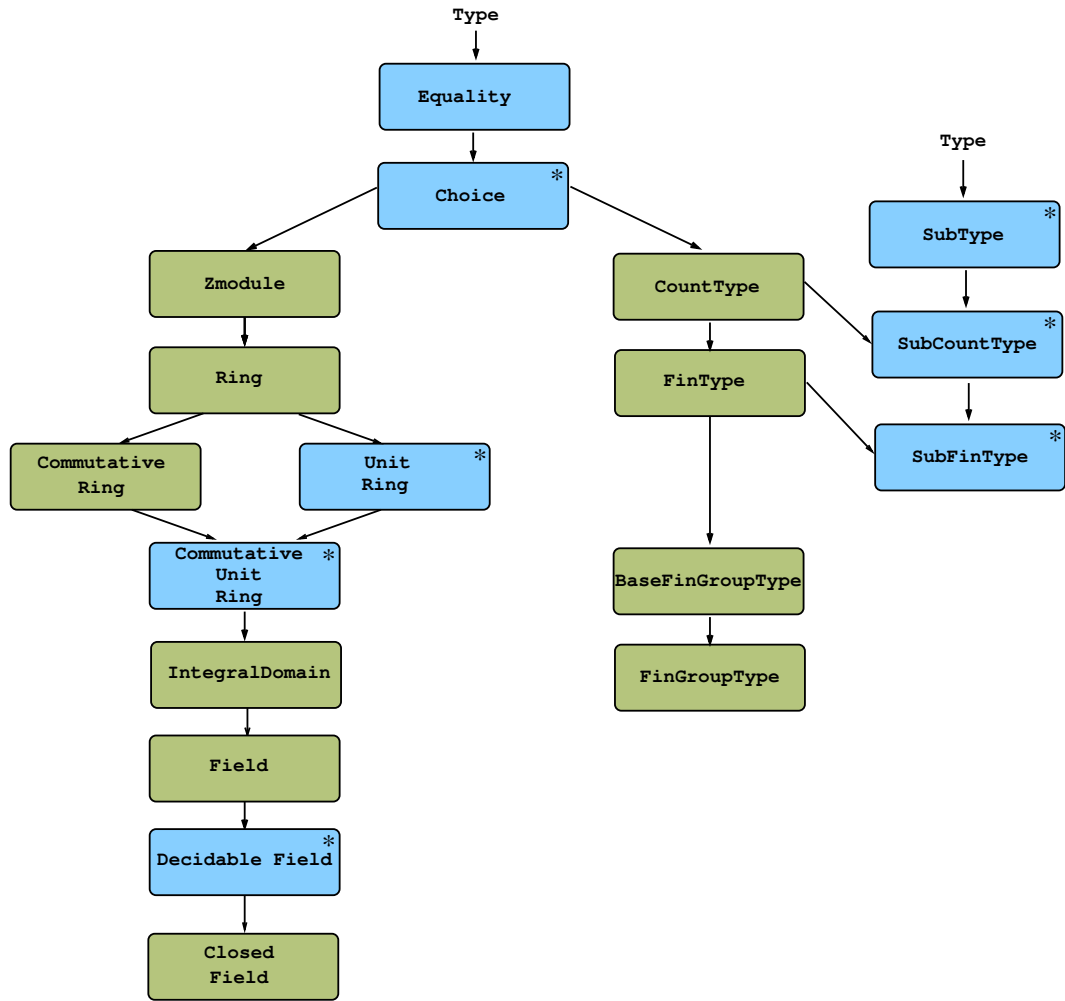 Type
Equality
Type
Choice *
SubType *
Zmodule
CountType
SubCountType *
Ring
FinType
Commutative
Ring
Unit *
Ring
SubFinType *
Commutative *
Unit
Ring
BaseFinGroupType
IntegralDomain
FinGroupType
Field
Decidable Field *
Closed
Field